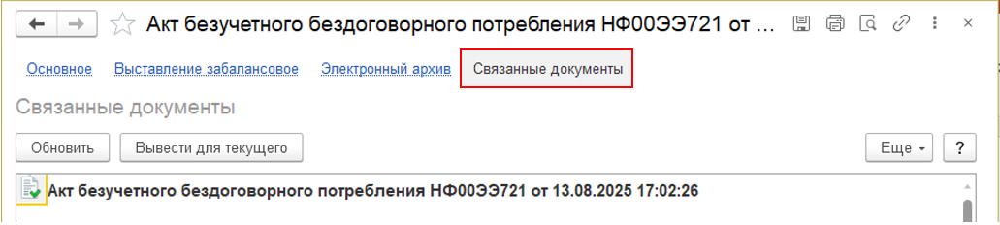 Акт безучетного бездоговорного потребления НФ00ЭЭ721 от ...
Основное Выставление забалансовое Электронный архив Связанные документы
Связанные документы
Обновить Вывести для текущего Еще ?
Акт безучетного бездоговорного потребления НФ00ЭЭ721 от 13.08.2025 17:02:26